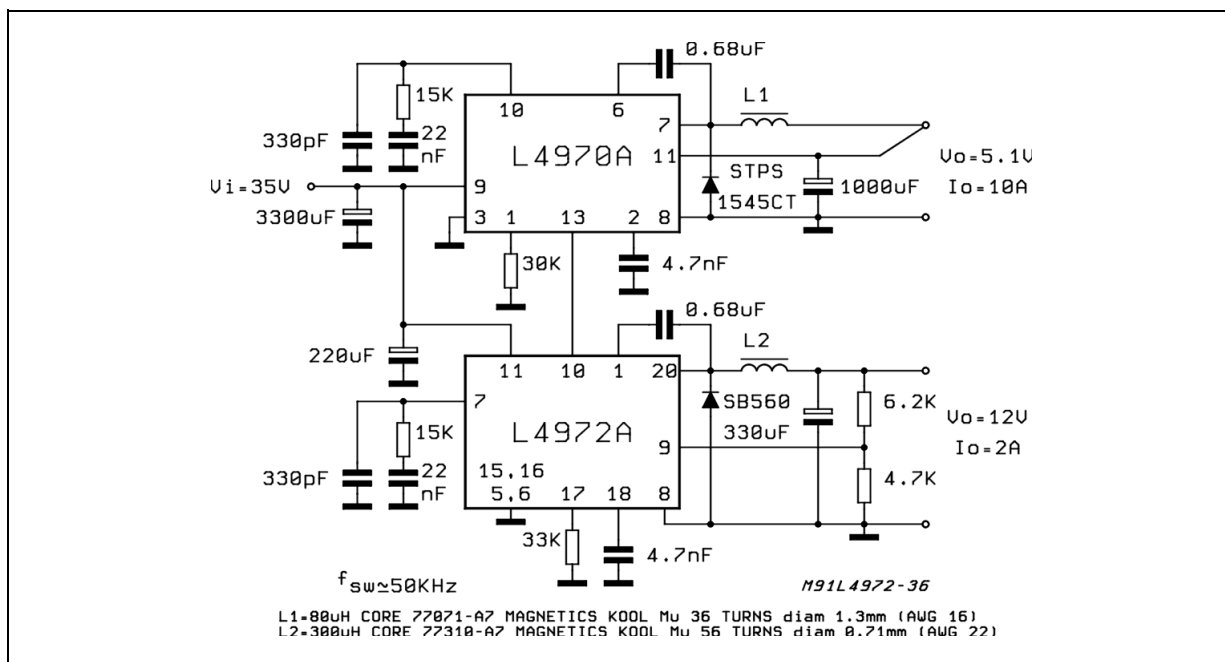 0.68uF
15K
10
6
L1
330pF
22
nF
7
L4970A
11
STPS
1545CT
1000uF
Vo=5.1V
Io=10A
Vi=35V
9
3300uF
3
1
13
2
8
30K
4.7nF
0.68uF
L2
220uF
11
10
1
20
7
SB560
330uF
6.2K
15K
L4972A
9
Vo=12V
Io=2A
330pF
22
nF
15,16
5,6
17
18
8
4.7K
33K
4.7nF
fsw≃50KHz
M91L4972-36
L1=80uH CORE 77071-A7 MAGNETICS KOOL Mu 36 TURNS diam 1.3mm (AWG 16)
L2=300uH CORE 77310-A7 MAGNETICS KOOL Mu 56 TURNS diam 0.71mm (AWG 22)